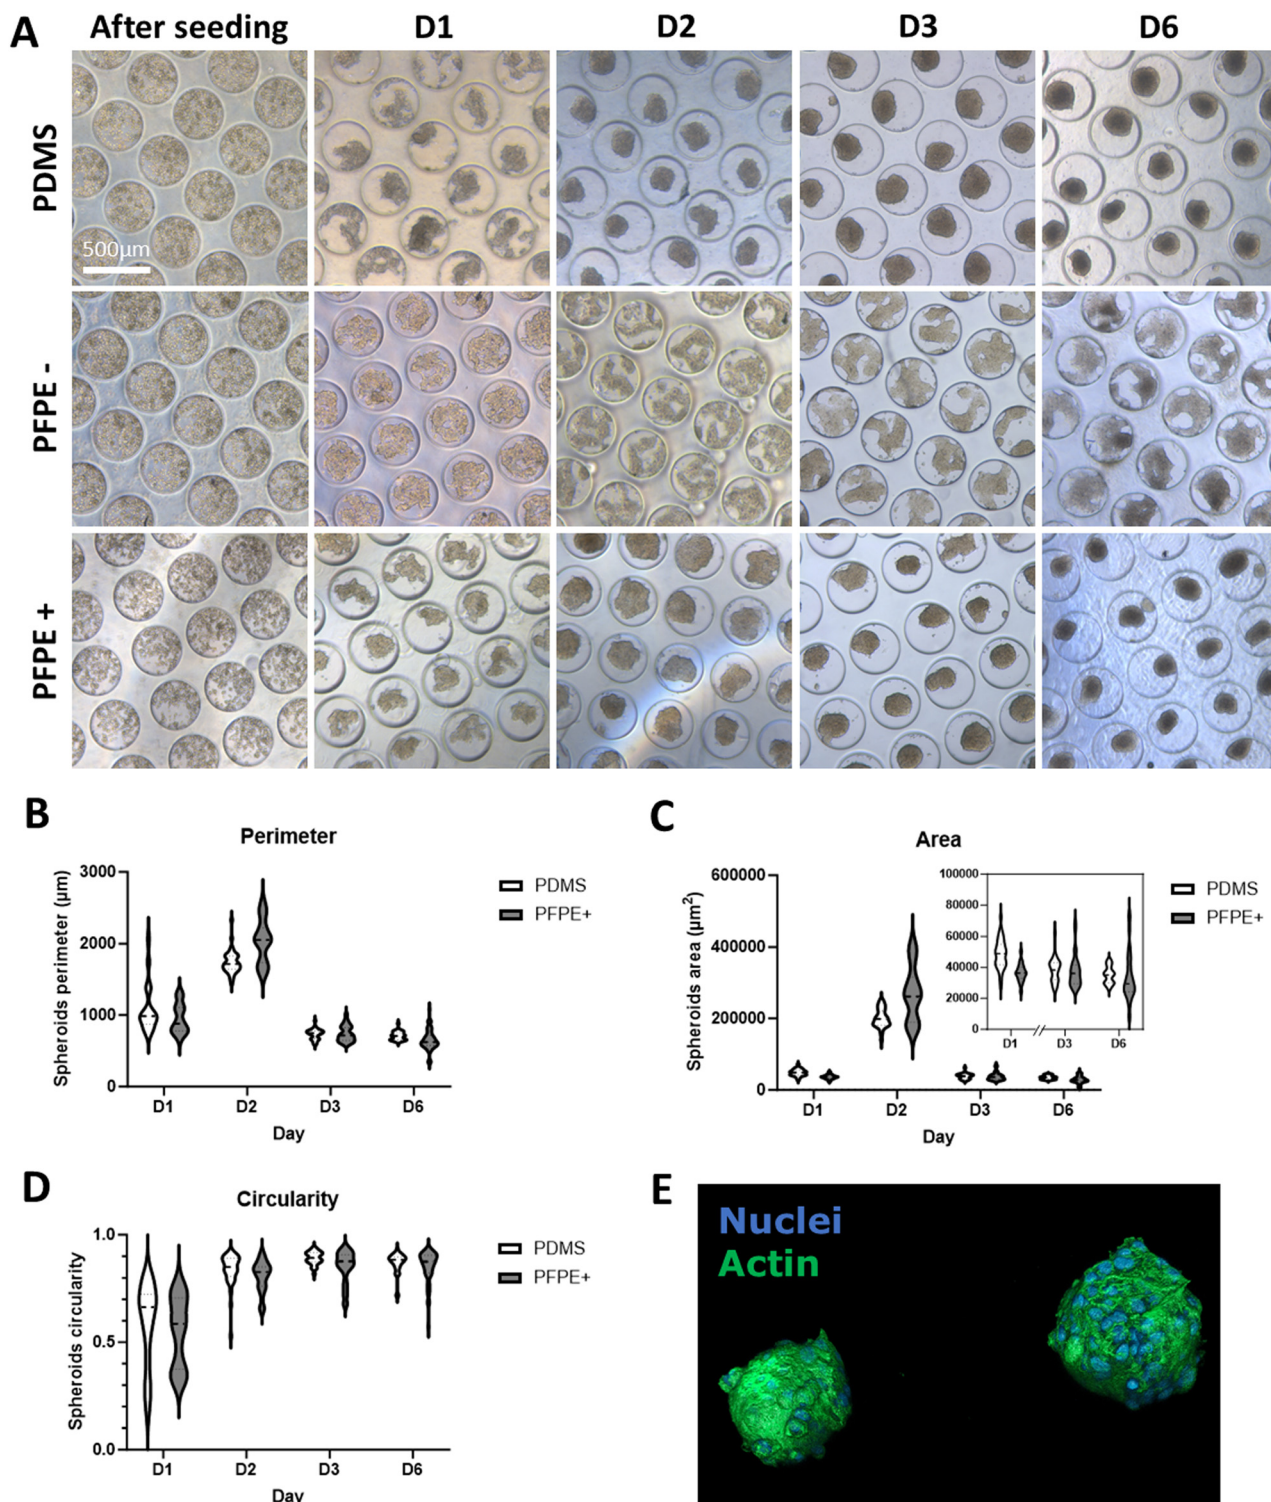 A
After seeding D1 D2 D3 D6
PDMS
500µm
PFPE -
PFPE +
B
Perimeter
Spheroids perimeter (µm)
3000
2000
1000
0
D1 D2 D3 D6
Day
PDMS
PFPE+
C
Area
Spheroids area (µm²)
600000
400000
200000
0
D1 D2 D3 D6
Day
100000
80000
60000
40000
20000
0
D1 D3 D6
PDMS
PFPE+
D
Circularity
Spheroids circularity
1.0
0.5
0.0
D1 D2 D3 D6
Day
PDMS
PFPE+
E
Nuclei
Actin